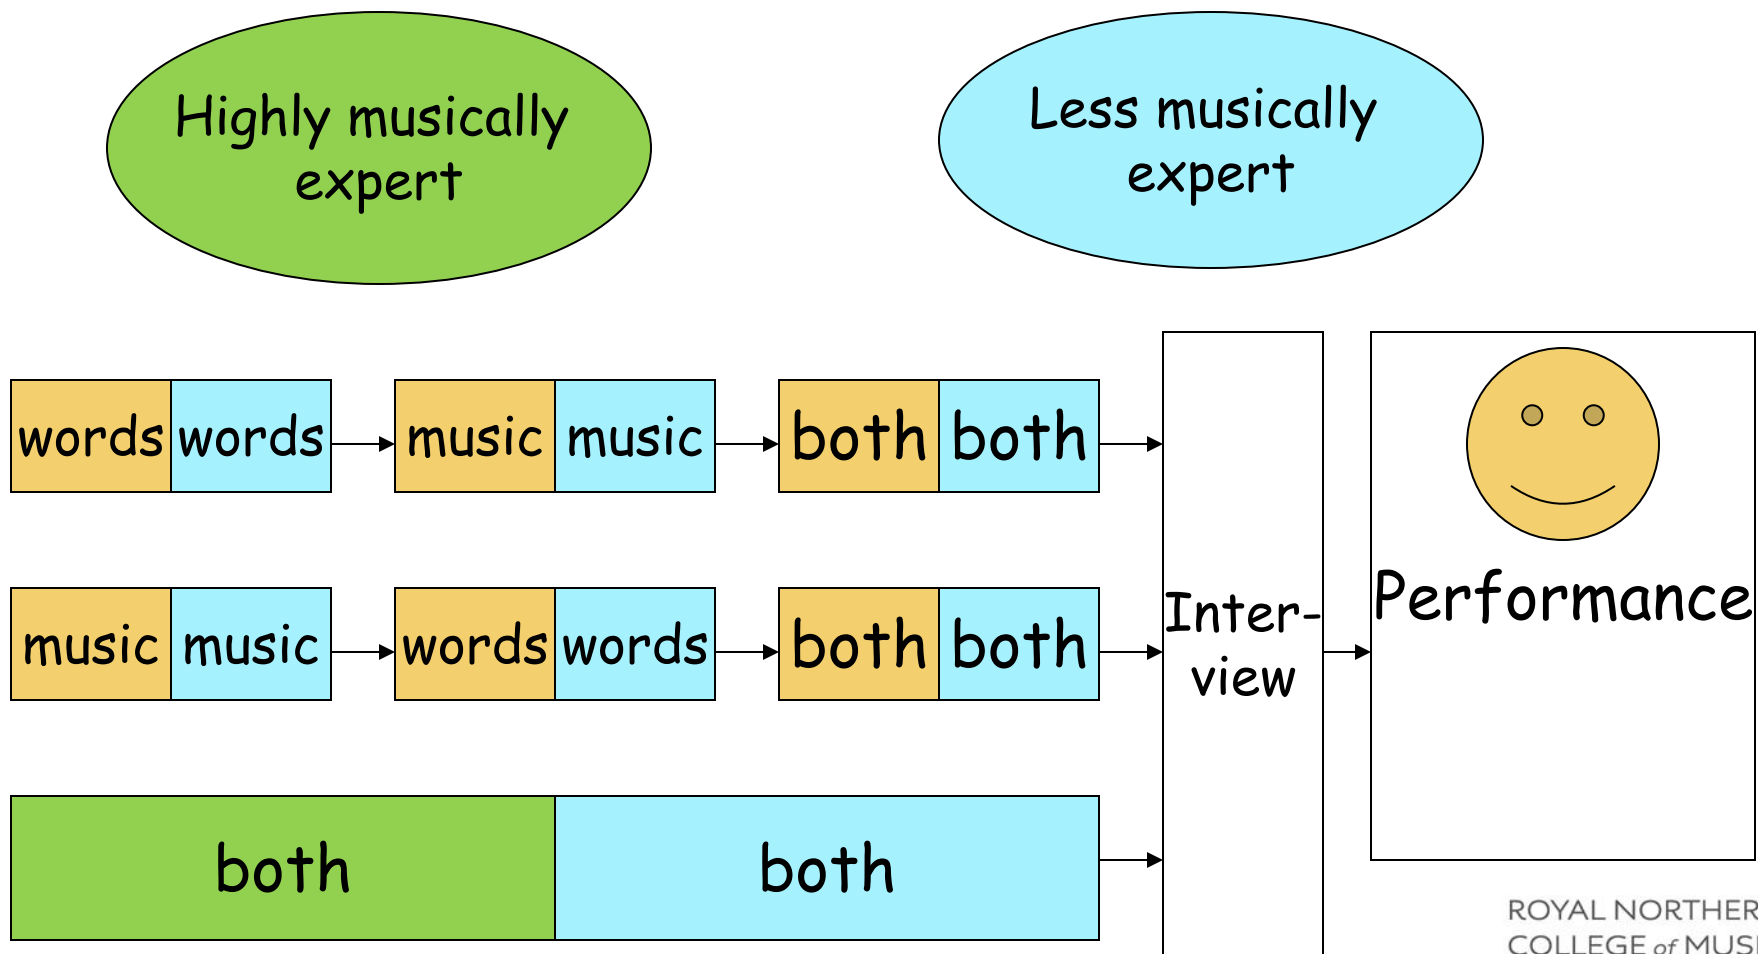 Highly musically
expert
Less musically
expert
words words music music both both
music music words words both both
both both
Inter-
view
Performance
ROYAL NORTHER
COLLEGE of MUSI